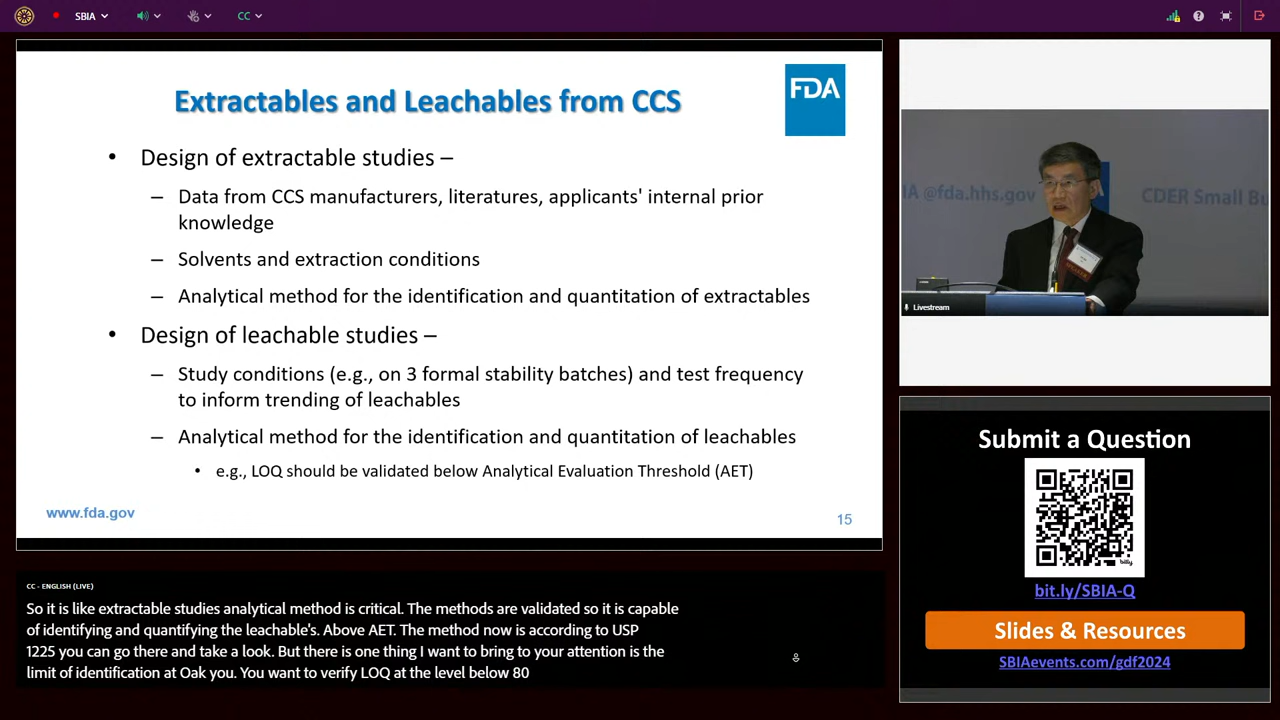 SBIA
CC
Extractables and Leachables from CCS
FDA
• Design of extractable studies –
– Data from CCS manufacturers, literatures, applicants' internal prior
knowledge
– Solvents and extraction conditions
– Analytical method for the identification and quantitation of extractables
• Design of leachable studies –
– Study conditions (e.g., on 3 formal stability batches) and test frequency
to inform trending of leachables
– Analytical method for the identification and quantitation of leachables
• e.g., LOQ should be validated below Analytical Evaluation Threshold (AET)
www.fda.gov
15
IA @fda.hhs.gov
CDER Small Bu
Livestream
Submit a Question
bitly
bit.ly/SBIA-Q
Slides & Resources
SBIAevents.com/gdf2024
CC - ENGLISH (LIVE)
So it is like extractable studies analytical method is critical. The methods are validated so it is capable
of identifying and quantifying the leachable's. Above AET. The method now is according to USP
1225 you can go there and take a look. But there is one thing I want to bring to your attention is the
limit of identification at Oak you. You want to verify LOQ at the level below 80